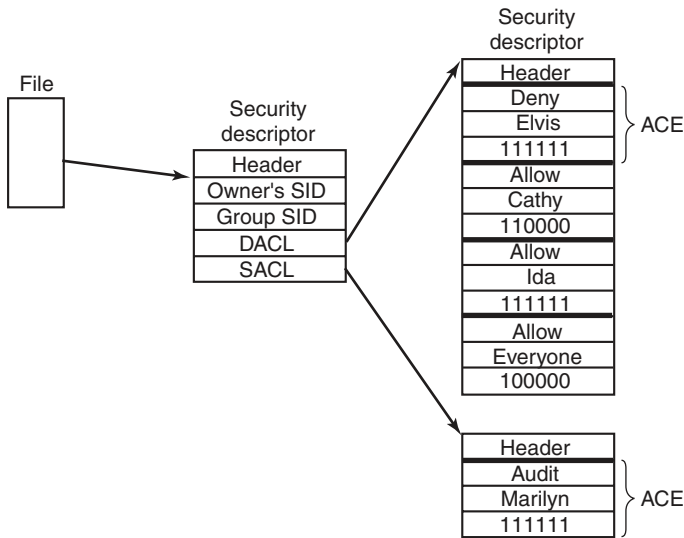 File
Security
descriptor
Header
Owner's SID
Group SID
DACL
SACL
Security
descriptor
Header
Deny
Elvis
111111
ACE
Allow
Cathy
110000
Allow
Ida
111111
Allow
Everyone
100000
Header
Audit
Marilyn
111111
ACE